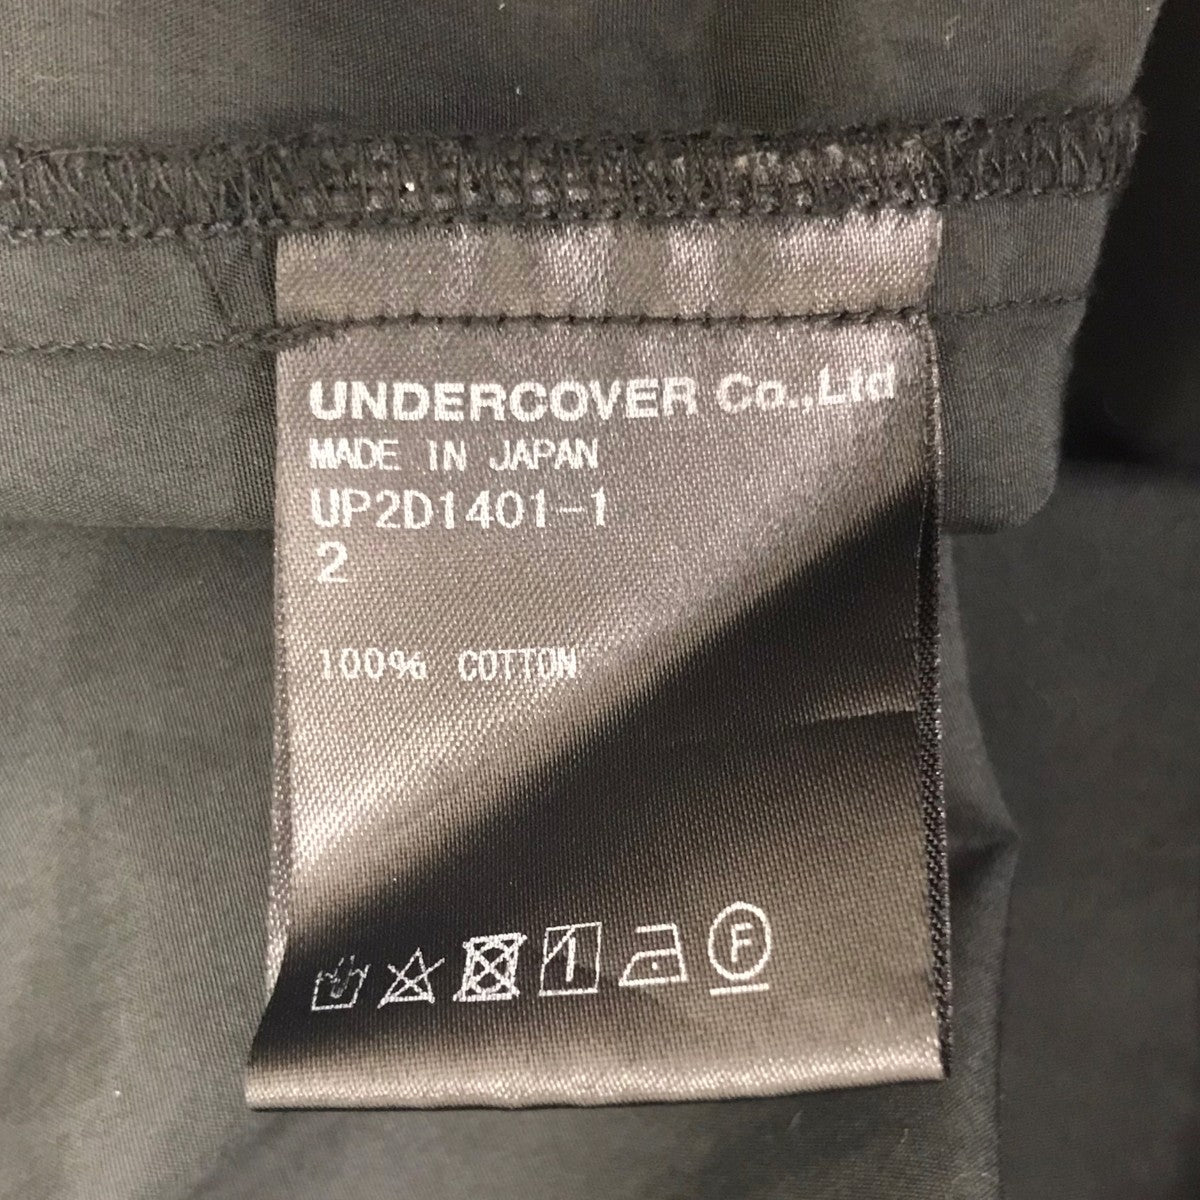 UNDERCOVER Co.,Ltd
MADE IN JAPAN
UP2D1401-1
2
100% COTTON
F